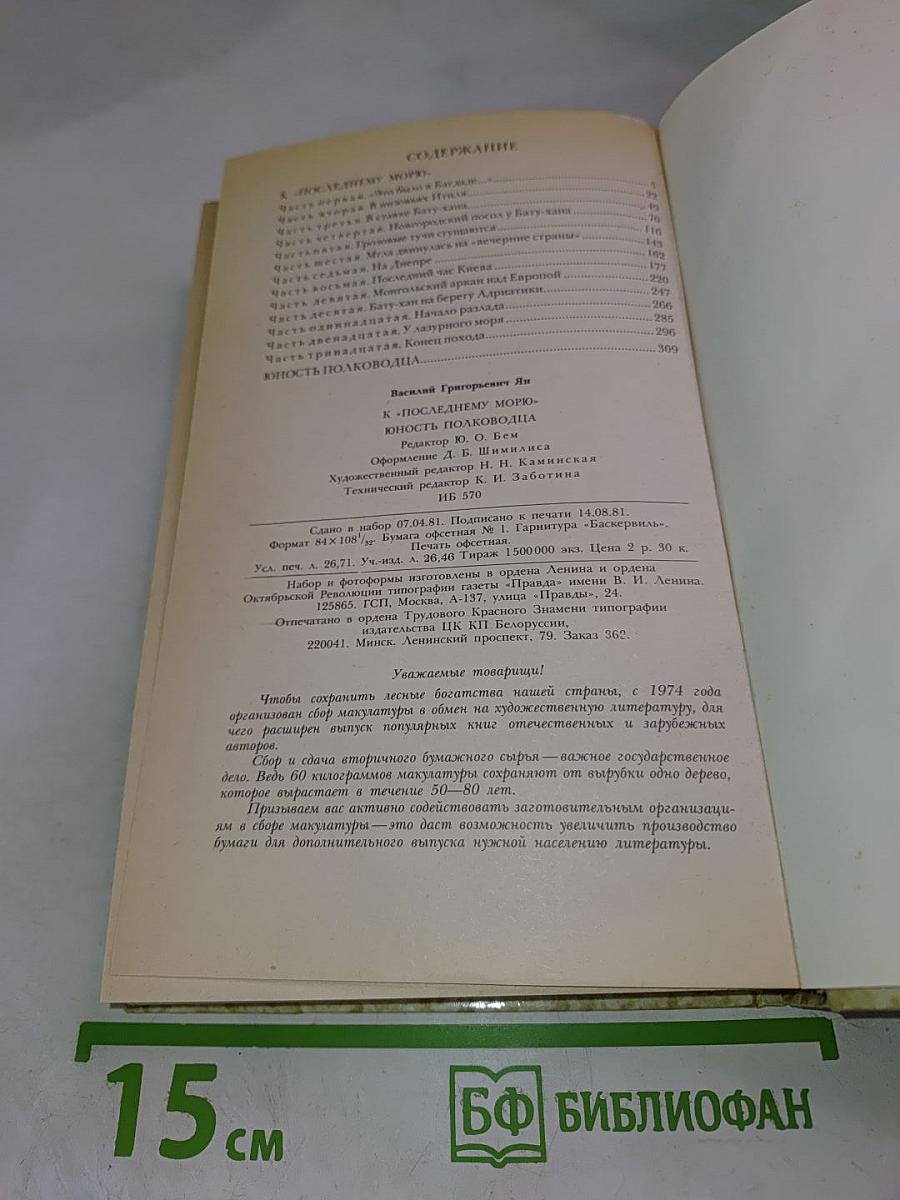 СОДЕРЖАНИЕ
К «ПОСЛЕДНЕМУ МОРЮ»
Часть первая. «Это было в Багдаде...» 5
Часть вторая. В низовьях Итиля 22
Часть третья. В ставке Бату-хана 49
Часть четвертая. Новгородский посол у Бату-хана 76
Часть пятая. Грозовые тучи сгущаются 116
Часть шестая. Мгла двинулась на «вечерние страны» 143
Часть седьмая. На Днепре 162
Часть восьмая. Последний час Киева 177
Часть девятая. Монгольский аркан над Европой 220
Часть десятая. Бату-хан на берегу Адриатики 247
Часть одиннадцатая. Начало разлада 266
Часть двенадцатая. У лазурного моря 285
Часть тринадцатая. Конец похода 296
ЮНОСТЬ ПОЛКОВОДЦА 309
Василий Григорьевич Ян
К «ПОСЛЕДНЕМУ МОРЮ»
ЮНОСТЬ ПОЛКОВОДЦА
Редактор Ю. О. Бем
Оформление Д. Б. Шимилиса
Художественный редактор Н. Н. Каминская
Технический редактор К. И. Заботина
ИБ 570
Сдано в набор 07.04.81. Подписано к печати 14.08.81.
Формат 84×108 1/32. Бумага офсетная № 1. Гарнитура «Баскервиль».
Печать офсетная.
Усл. печ. л. 26,71. Уч.-изд. л. 26,46 Тираж 1500000 экз. Цена 2 р. 30 к.
Набор и фотоформы изготовлены в ордена Ленина и ордена
Октябрьской Революции типографии газеты «Правда» имени В. И. Ленина.
125865. ГСП, Москва, А-137, улица «Правды», 24.
Отпечатано в ордена Трудового Красного Знамени типографии
издательства ЦК КП Белоруссии,
220041. Минск. Ленинский проспект, 79. Заказ 362.
Уважаемые товарищи!
Чтобы сохранить лесные богатства нашей страны, с 1974 года
организован сбор макулатуры в обмен на художественную литературу, для
чего расширен выпуск популярных книг отечественных и зарубежных
авторов.
Сбор и сдача вторичного бумажного сырья—важное государственное
дело. Ведь 60 килограммов макулатуры сохраняют от вырубки одно дерево,
которое вырастает в течение 50—80 лет.
Призываем вас активно содействовать заготовительным организаци-
ям в сборе макулатуры—это даст возможность увеличить производство
бумаги для дополнительного выпуска нужной населению литературы.
15 см
БФ БИБЛИОФАН